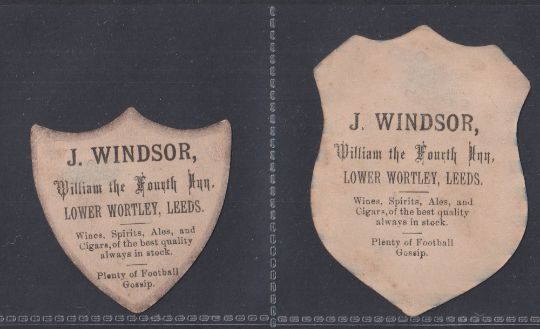 J. WINDSOR,
William the Fourth Inn,
LOWER WORTLEY, LEEDS.
Wines, Spirits, Ales, and
Cigars, of the best quality
always in stock.
Plenty of Football
Gossip.
J. WINDSOR,
William the Fourth Inn,
LOWER WORTLEY, LEEDS.
Wines, Spirits, Ales, and
Cigars, of the best quality
always in stock.
Plenty of Football
Gossip.